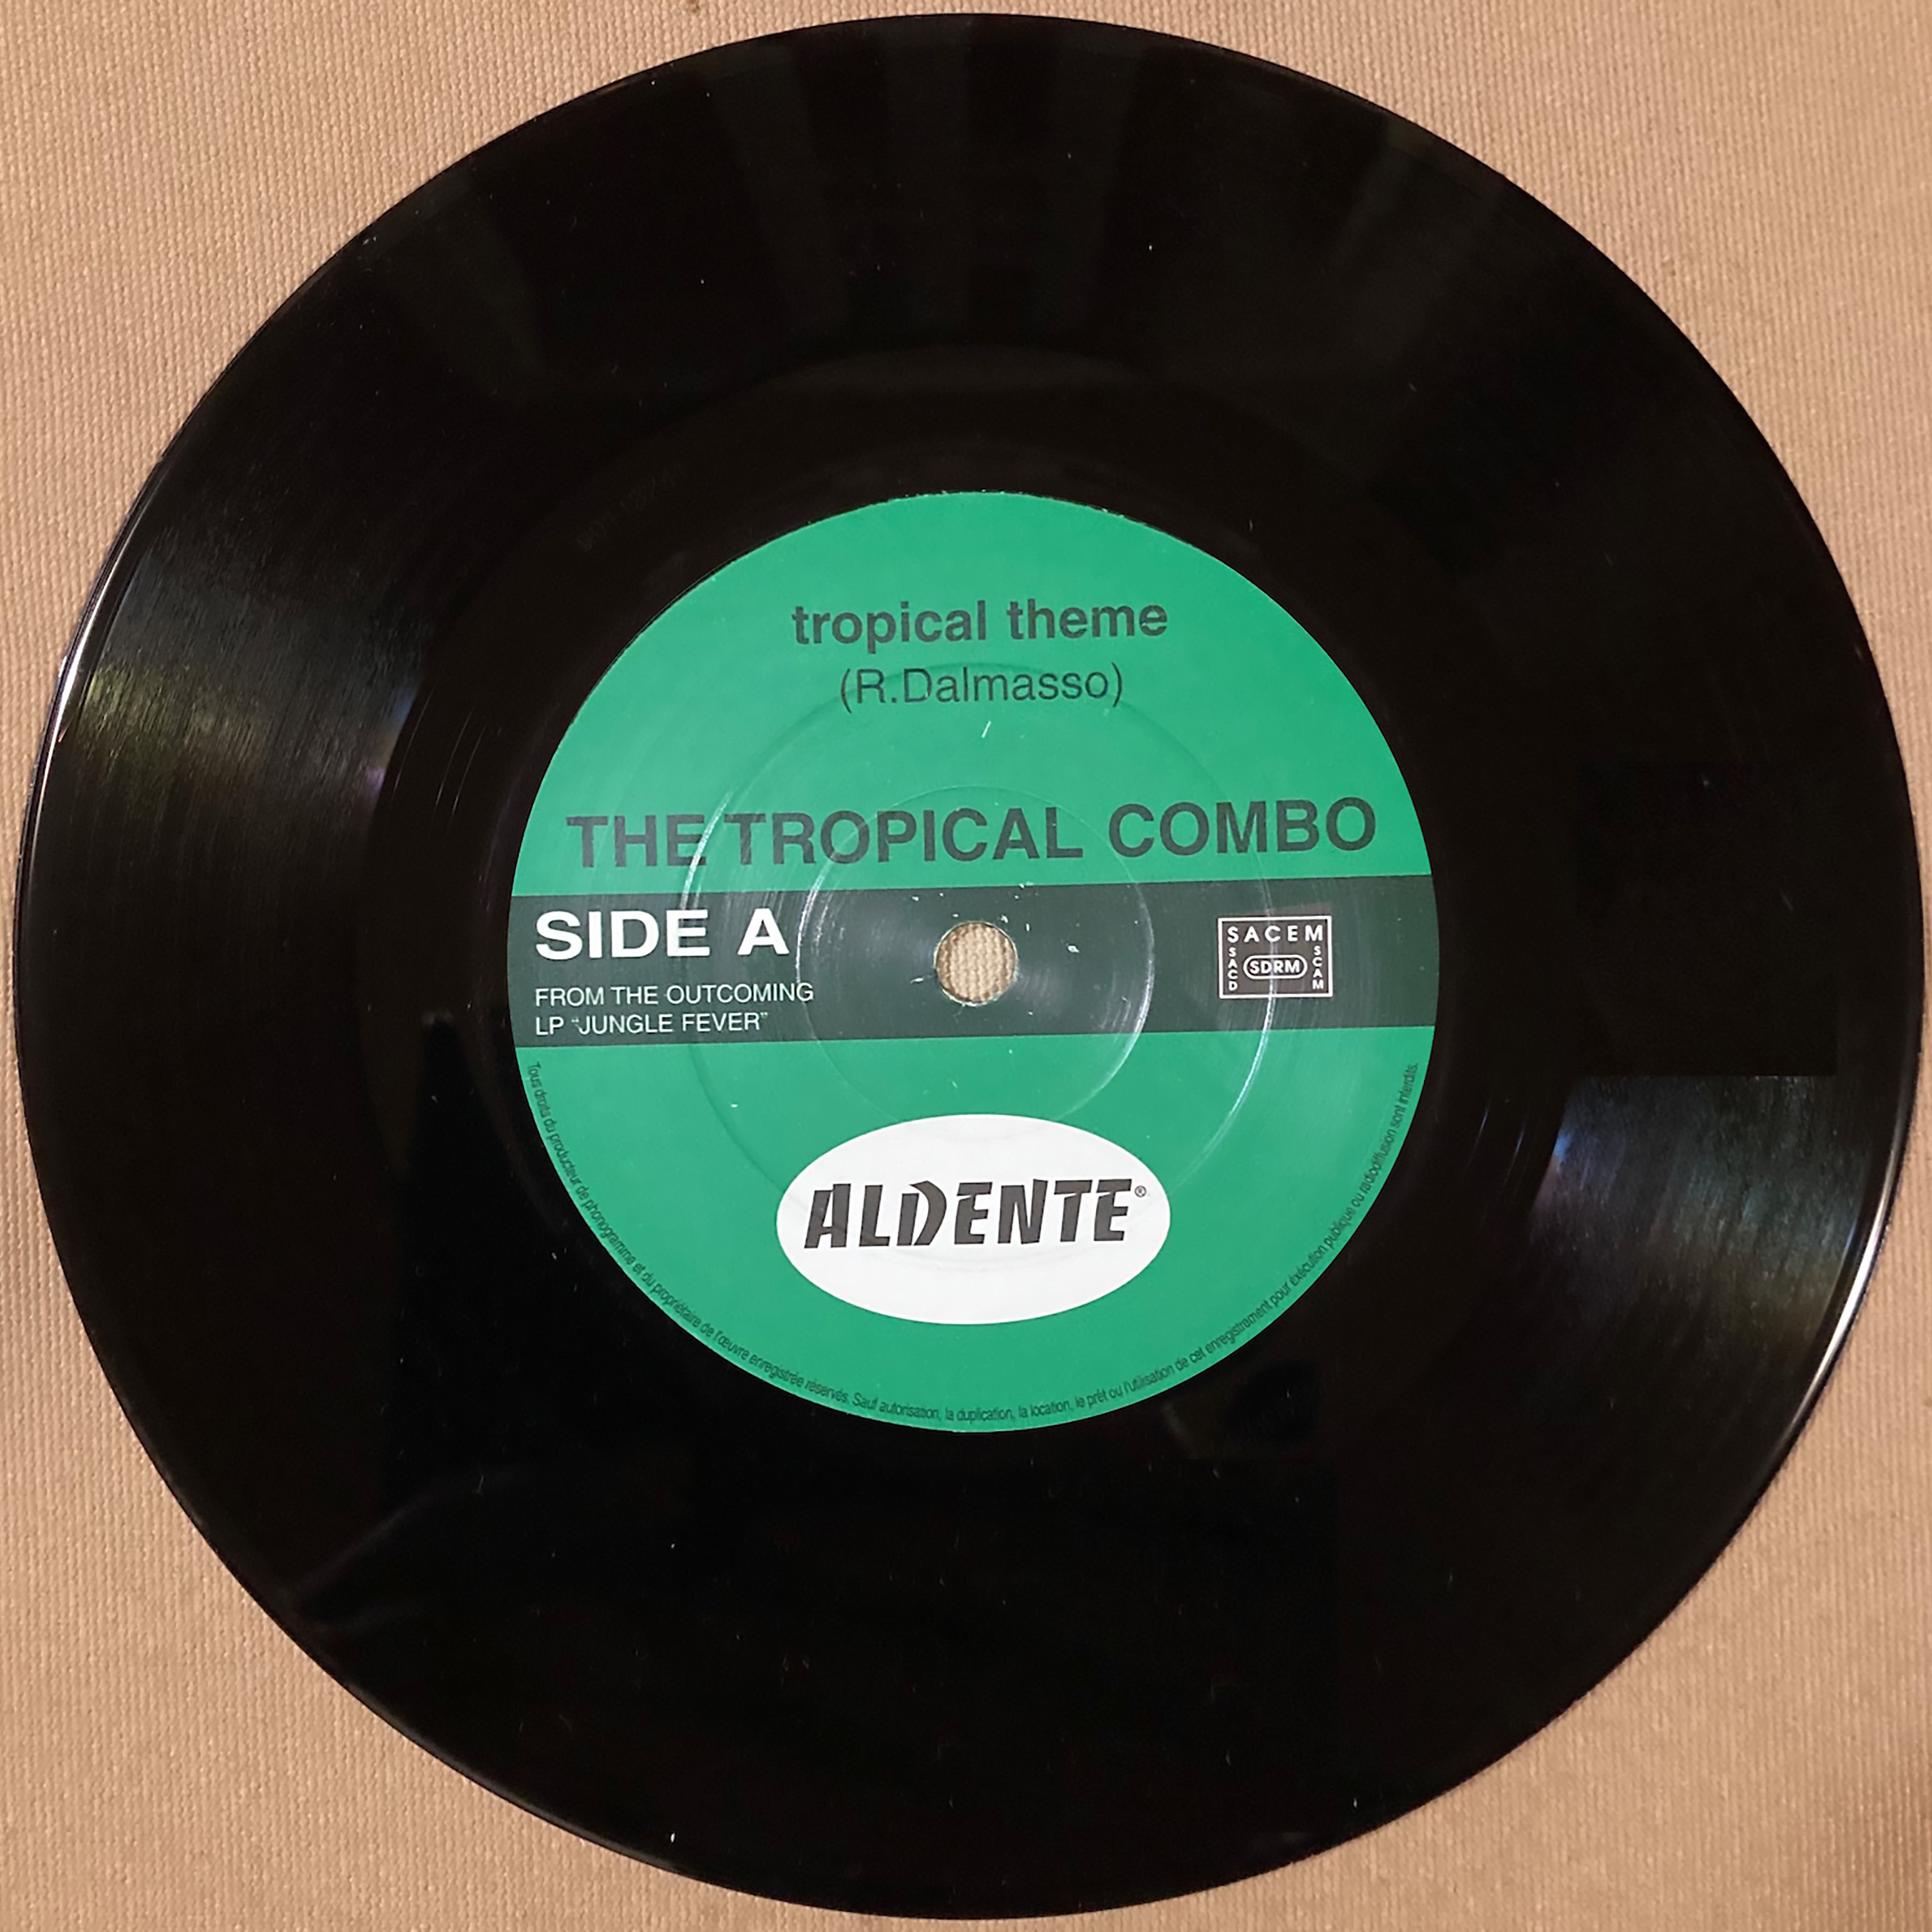 tropical theme
(R.Dalmasso)
THE TROPICAL COMBO
SIDE A
FROM THE OUTCOMING
LP "JUNGLE FEVER"
SACEM
SACD
SDRM
SCAM
ALDENTE®
Tous droits du producteur de phonogramme et du propriétaire de l'œuvre enregistrée réservés. Sauf autorisation, la duplication, la location, le prêt ou l'utilisation de cet enregistrement pour éxécution publique ou radiodiffusion sont interdits.